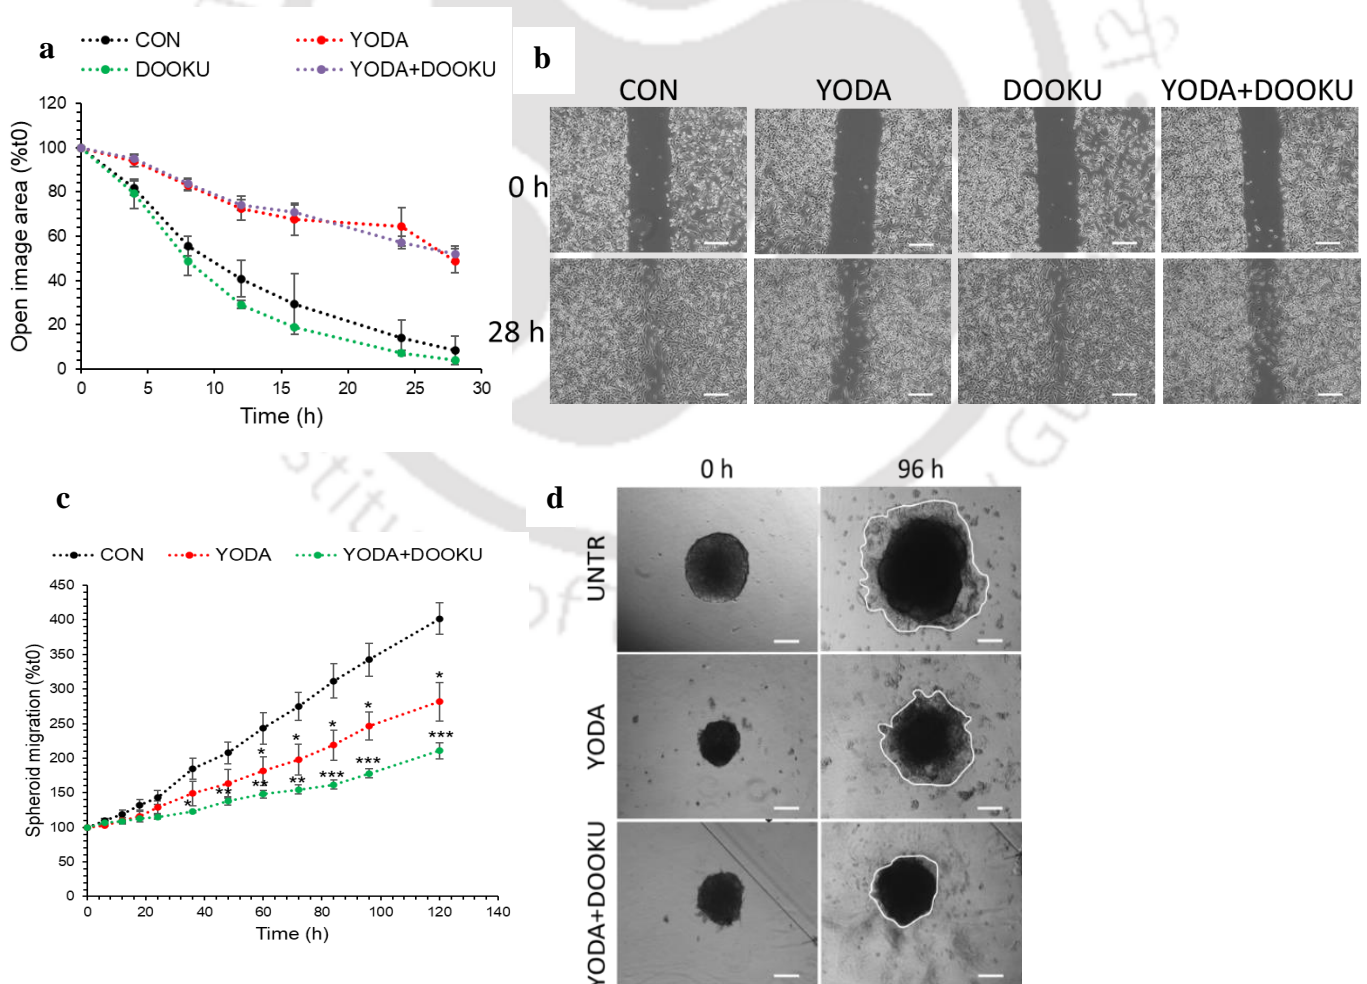 a
CON
YODA
DOOKU
YODA+DOOKU
Open image area (%t0)
120
100
80
60
40
20
0
0 5 10 15 20 25 30
Time (h)
b
CON YODA DOOKU YODA+DOOKU
0 h
28 h
c
CON YODA YODA+DOOKU
Spheroid migration (%t0)
450
400
350
300
250
200
150
100
50
0
* ** ** ** *** *** ***
* * * * *
0 20 40 60 80 100 120 140
Time (h)
d
0 h 96 h
UNTR
YODA
YODA+DOOKU